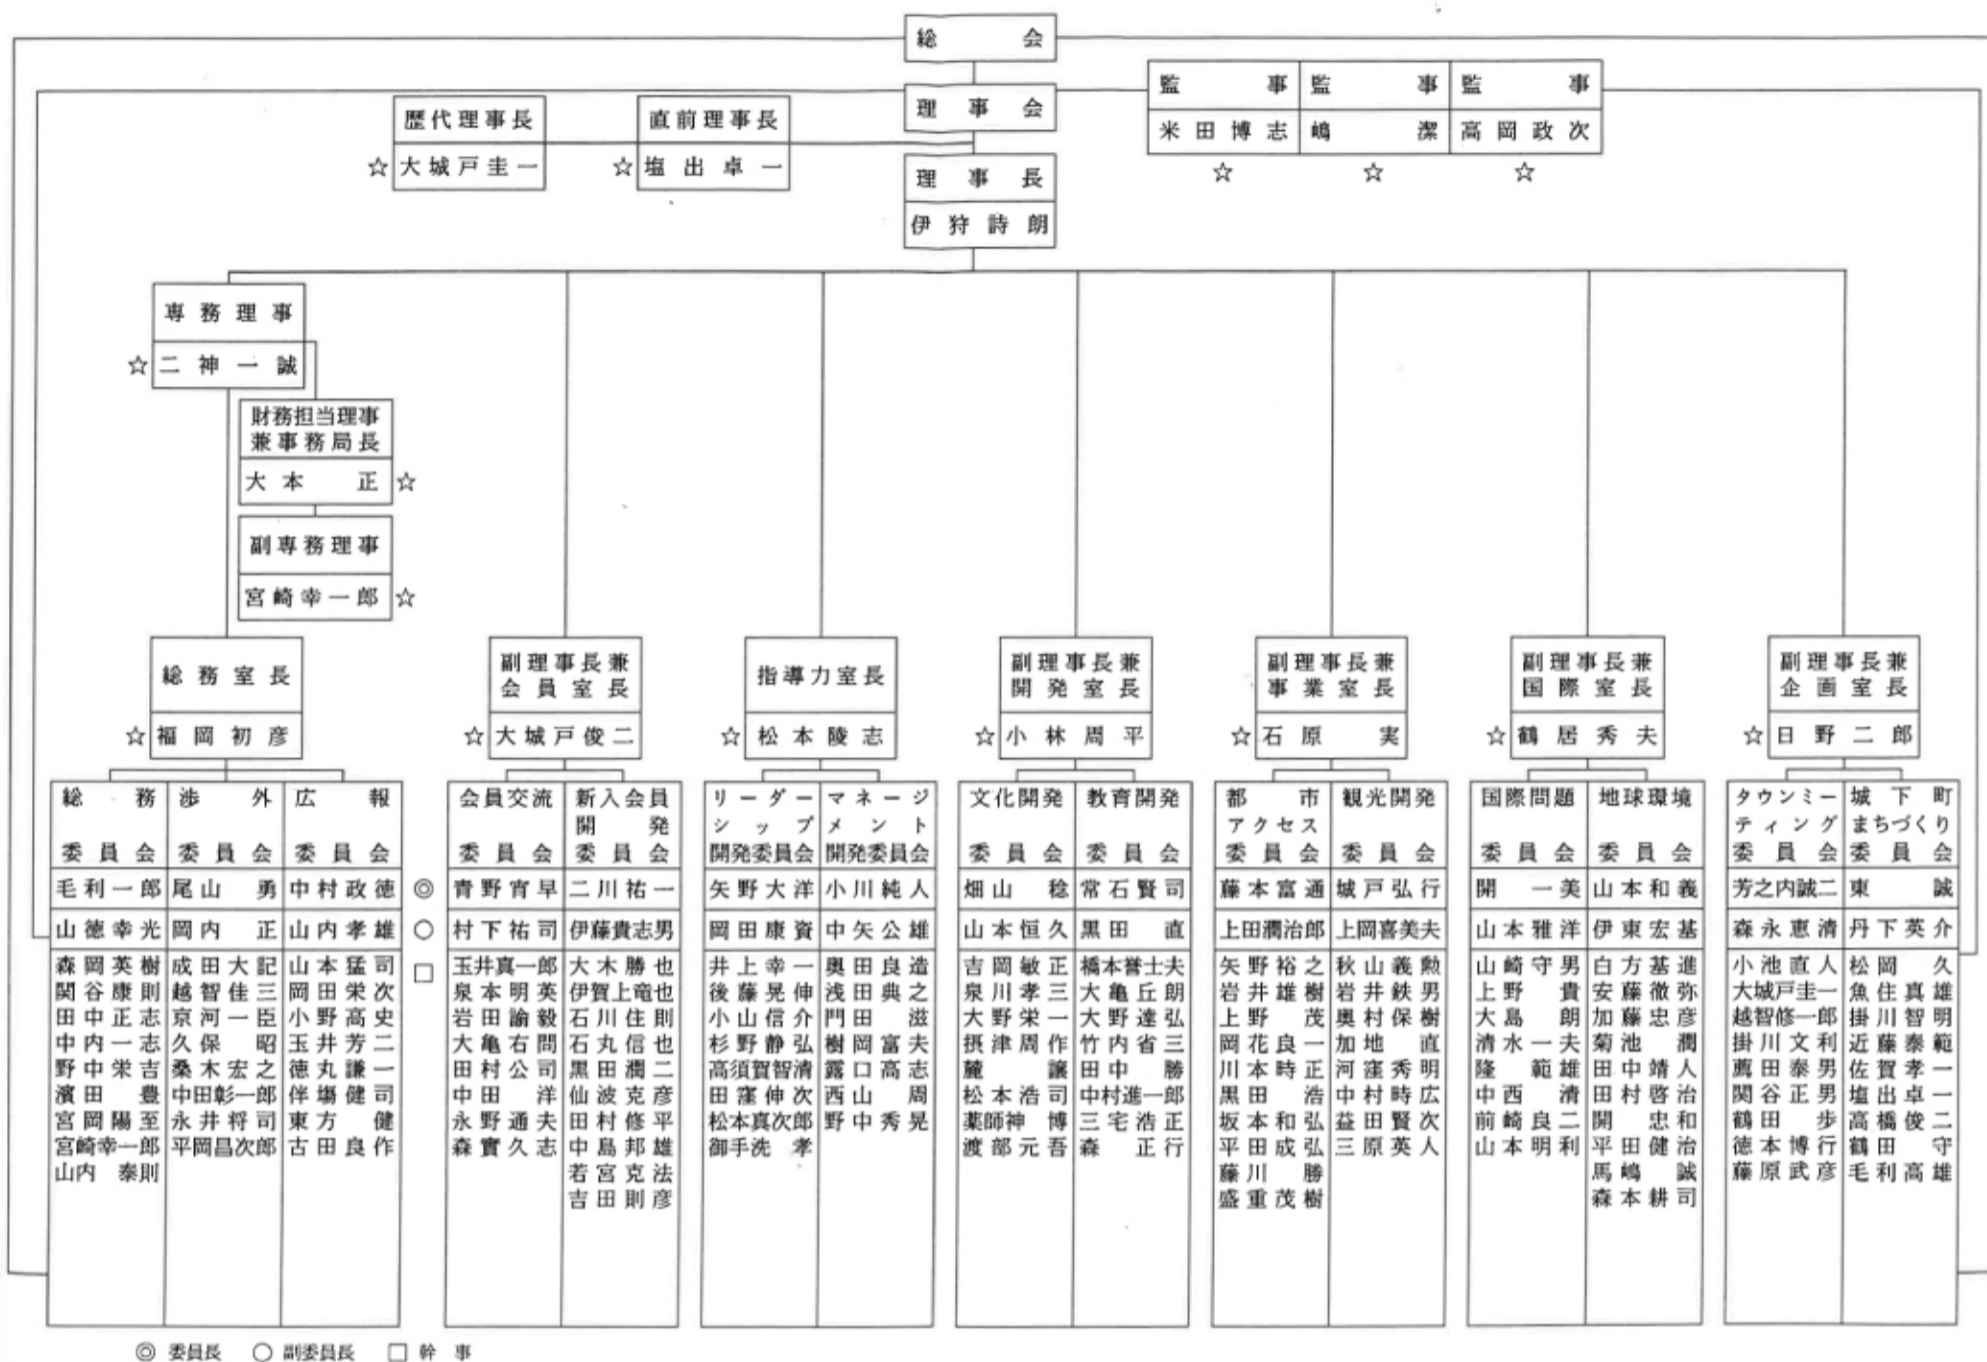 総会
理事会
監事 監事 監事
米田博志 嶋潔 高岡政次
☆ ☆ ☆
歴代理事長 直前理事長
☆大城戸圭一 ☆塩出卓一
理事長
伊狩詩朗
専務理事
☆二神一誠
財務担当理事
兼事務局長
大本正☆
副専務理事
宮崎幸一郎☆
総務室長
☆福岡初彦
副理事長兼
会員室長
☆大城戸俊二
指導力室長
☆松本陵志
副理事長兼
開発室長
☆小林周平
副理事長兼
事業室長
☆石原実
副理事長兼
国際室長
☆鶴居秀夫
副理事長兼
企画室長
☆日野二郎
総務
委員会
毛利一郎
山徳幸光
森岡英樹
関谷康則
田中正志
中内一志
野中栄吉
濱田豊
宮岡陽至
宮崎幸一郎
山内泰則
渉外
委員会
尾山勇
岡内正
成田大記
越智佳三
京河一臣
久保昭
桑木宏之
中田彰一郎
永井将司
平岡昌次郎
広報
委員会
中村政徳
山内孝雄
山本猛司
岡田栄次
小野高史
玉井芳二
徳丸謙一
伴塲健司
東方健
古田良作
◎
○
□
会員交流
委員会
青野宵早
村下祐司
玉井真一郎
泉本明英
岩田諭毅
大亀右問
田村公司
中田洋
永野通夫
森實久志
新入会員
開発
委員会
二川祐一
伊藤貴志男
大木勝也
伊賀上竜也
石川住則
石丸信也
黒田潤二
仙波克彦
田村修平
中島邦雄
若宮克法
吉田則彦
リーダー
シップ
開発委員会
矢野大洋
岡田康資
井上幸一
後藤晃伸
小山信介
杉野静弘
高須賀智清
田窪伸次
松本真次郎
御手洗孝
マネージ
メント
開発委員会
小川純人
中矢公雄
奥田良造
浅田典之
門田滋
樹岡富夫
露口高志
西山周
野中秀晃
文化開発
委員会
畑山稔
山本恒久
吉岡敏正
泉川孝三
大野栄一
摂津周作
麓譲
松本浩司
薬師神博
渡部元吾
教育開発
委員会
常石賢司
黒田直
橋本誉士夫
大亀丘朗
大野達弘
竹内省三
田中勝
中村進一郎
三宅浩正
森正行
都市
アクセス
委員会
藤本富通
上田潤治郎
矢野裕之
岩井雄樹
上野茂
岡花良一
川本時正
黒田浩
坂本和弘
平田成弘
藤川勝
盛重茂樹
観光開発
委員会
城戸弘行
上岡喜美夫
秋山義勲
岩井鉄男
奥村保樹
加地直
河窪秀明
中村時広
益田賢次
三原英人
国際問題
委員会
開一美
山本雅洋
山崎守男
上野貴
大島朗
清水一夫
隆範雄
中西清
前崎良二
山本明利
地球環境
委員会
山本和義
伊東宏基
白方基進
安藤徹弥
加藤忠彦
菊池潤
田中靖人
田村啓治
開忠和
平田健治
馬嶋誠
森本耕司
タウンミー
ティング
委員会
芳之内誠二
森永恵清
小池直人
大城戸圭一
越智修一郎
掛川文利
薦田泰男
関谷正男
鶴田歩
徳本博行
藤原武彦
城下町
まちづくり
委員会
東誠
丹下英介
松岡久
魚住真雄
掛川智明
近藤泰範
佐賀孝一
塩出卓一
高橋俊二
鶴田守
毛利高雄
◎ 委員長 ○ 副委員長 □ 幹事